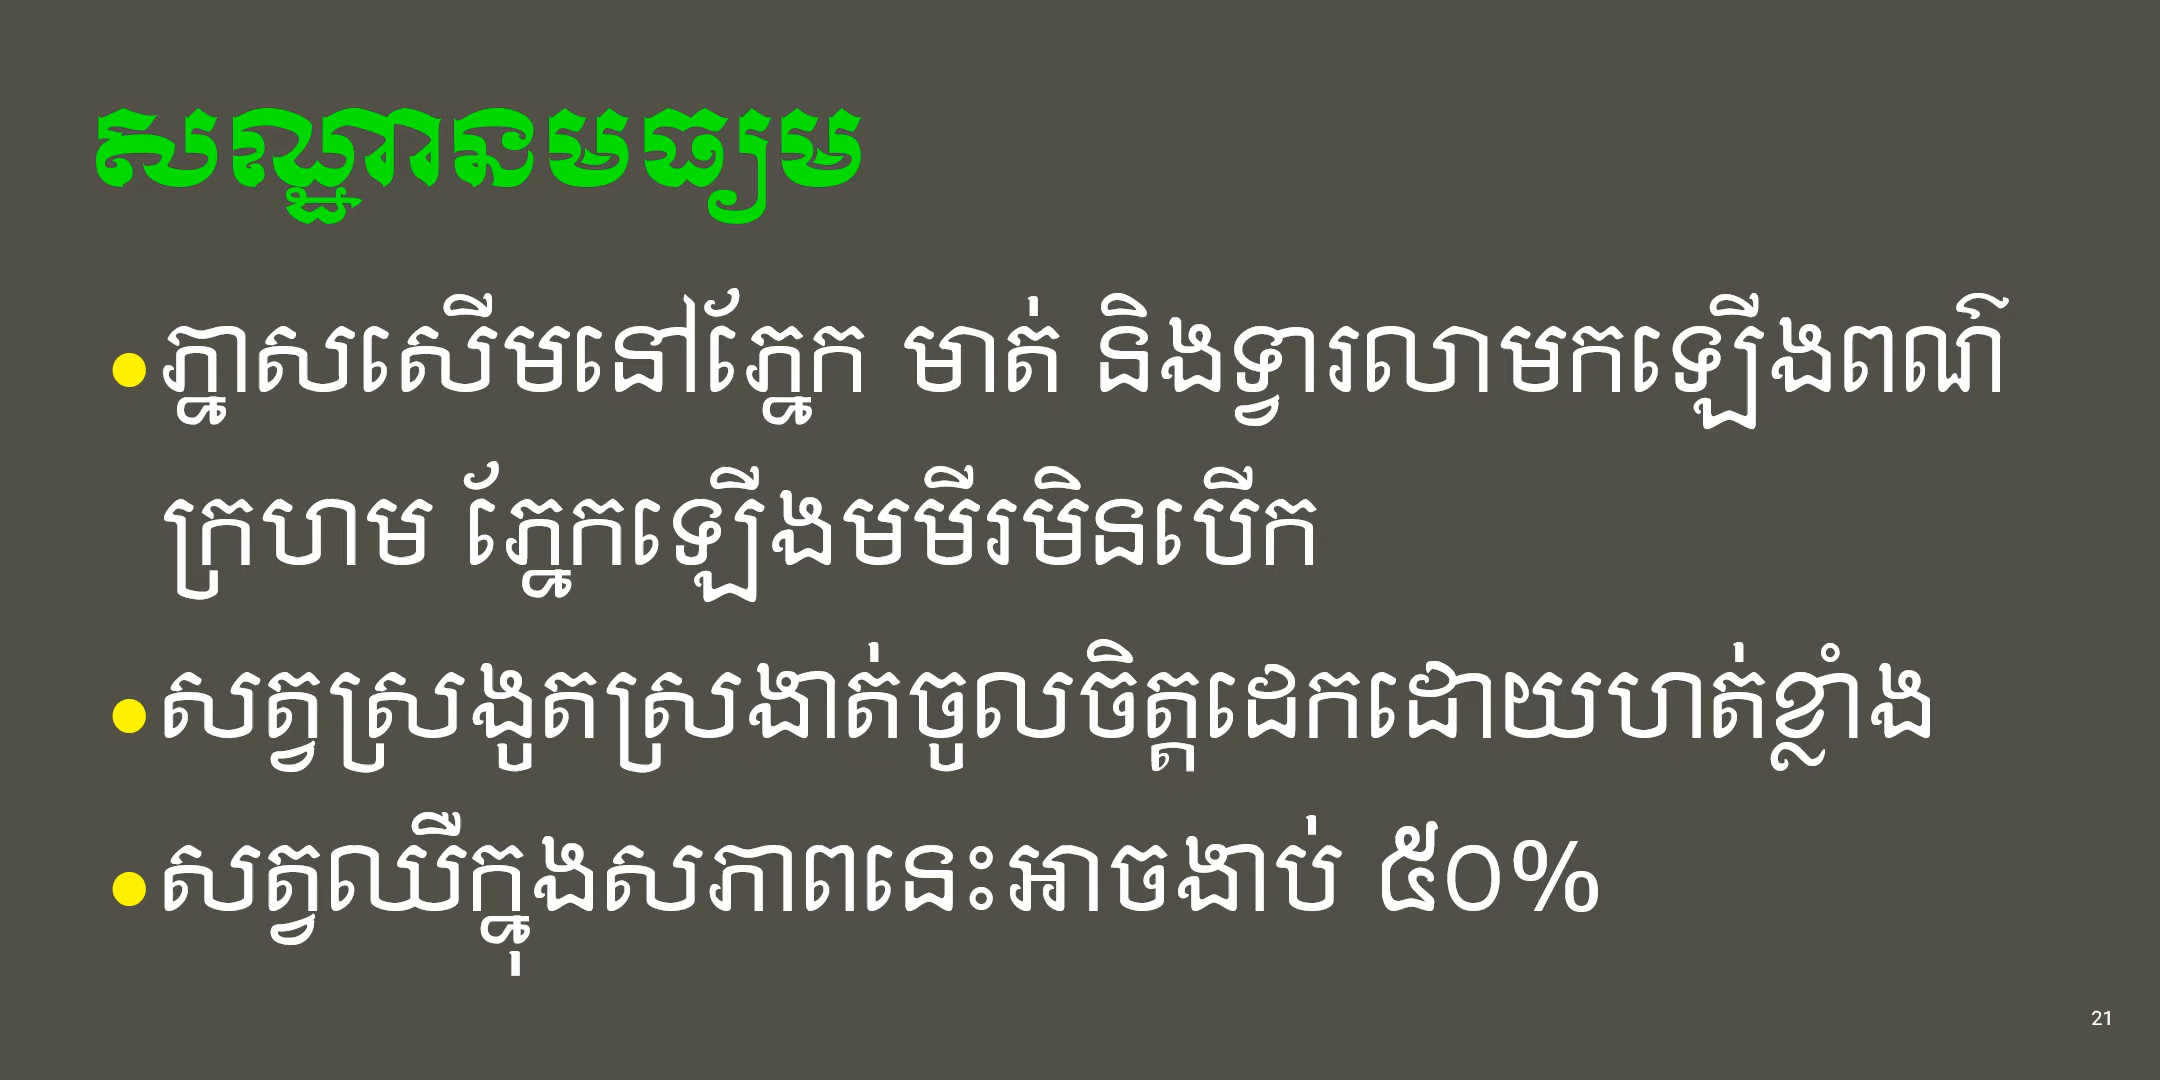 សណ្ឋានមធ្យម
•ភ្នាសសើមនៅភ្នែក មាត់ និងទ្វារលាមកឡើងពណ៌
ក្រហម ភ្នែកឡើងមមីរមិនបើក
•សត្វស្រងូតស្រងាត់ចូលចិត្តដេកដោយហត់ខ្លាំង
•សត្វឈឺក្នុងសភាពនេះអាចងាប់ ៥០%
21